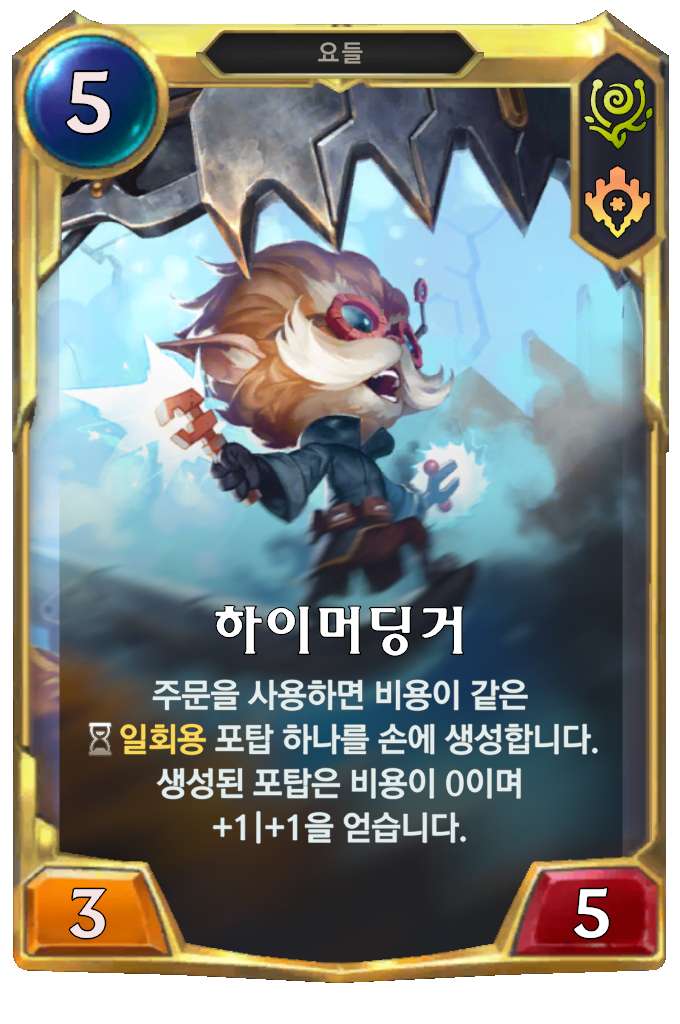 요들
5
하이머딩거
주문을 사용하면 비용이 같은
일회용 포탑 하나를 손에 생성합니다.
생성된 포탑은 비용이 0이며
+1|+1을 얻습니다.
3
5